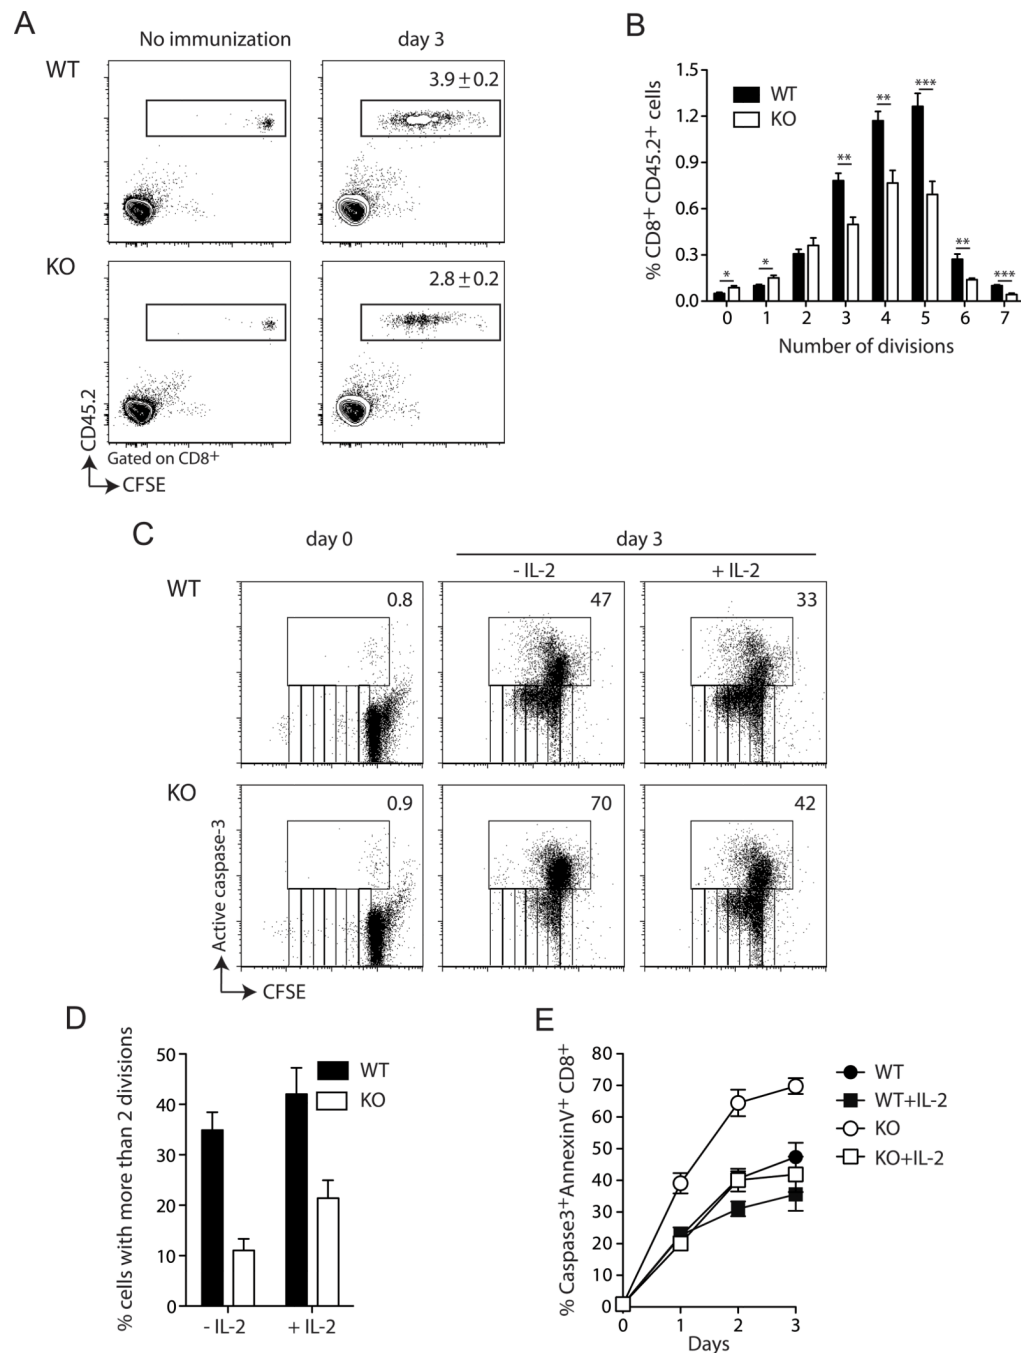 A
No immunization
day 3
WT
3.9 ± 0.2
KO
2.8 ± 0.2
CD45.2
Gated on CD8⁺
CFSE
B
% CD8⁺ CD45.2⁺ cells
1.5
1.2
0.9
0.6
0.3
0.0
WT
KO
*
*
**
**
***
**
***
0 1 2 3 4 5 6 7
Number of divisions
C
day 0
day 3
- IL-2
+ IL-2
WT
0.8
47
33
KO
0.9
70
42
Active caspase-3
CFSE
D
% cells with more than 2 divisions
50
40
30
20
10
0
WT
KO
- IL-2
+ IL-2
E
% Caspase3⁺AnnexinV⁺ CD8⁺
80
70
60
50
40
30
20
10
0
0 1 2 3
Days
WT
WT+IL-2
KO
KO+IL-2